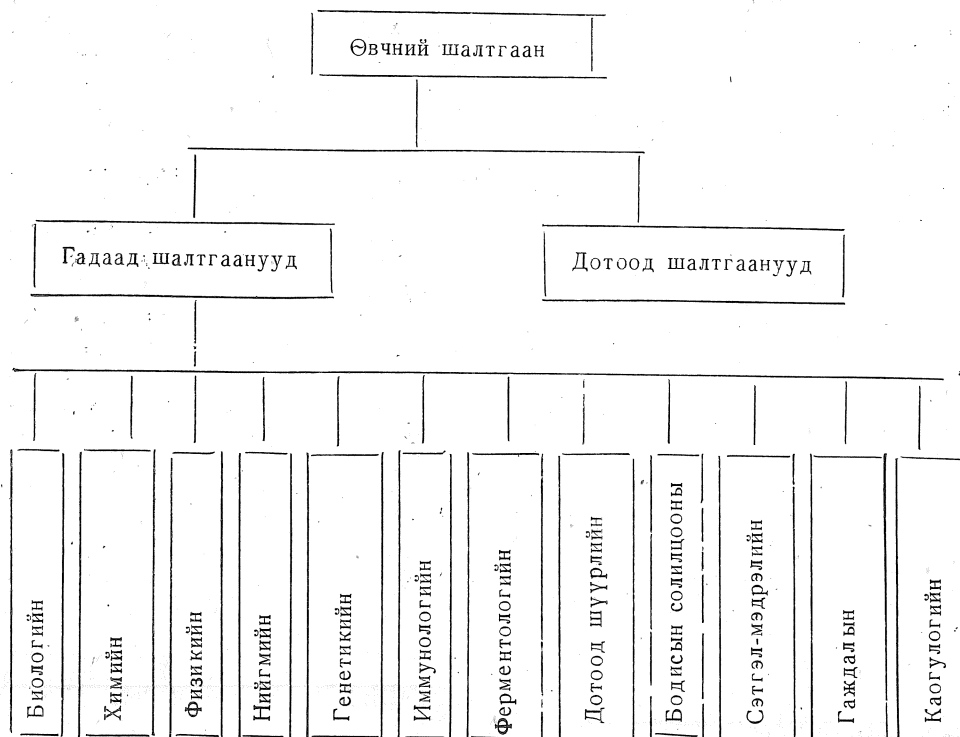 Өвчний шалтгаан
Гадаад шалтгаанууд
Дотоод шалтгаанууд
Биологийн
Химийн
Физикийн
Нийгмийн
Генетикийн
Иммунологийн
Ферментологийн
Дотоод шүүрлийн
Бодисын солилцооны
Сэтгэл-мэдрэлийн
Гаждалын
Каогулогийн